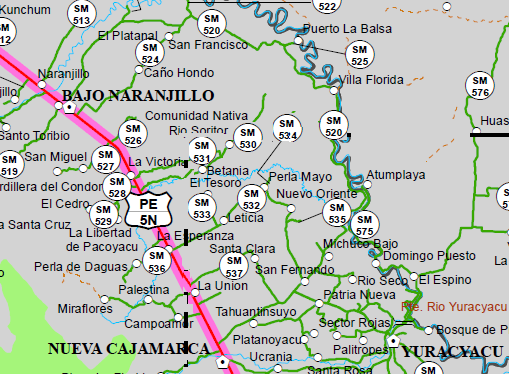 Kunchum
SM
513
SM
520
522
El Platapal
SM
524
San Francisco
Puerto La Balsa
SM
525
12
Caño Hondo
Naranjillo
Villa Florida
SM
576
BAJO NARANJILLO
Comunidad Nativa
Rio Soritor
SM
526
SM
530
SM
534
SM
520
Santo Toribio
SM
531
SM
519
San Miguel
SM
527
La Victoria
Betania
Perla Mayo
Atumplaya
SM
528
El Tesoro
rdillera del Condor
SM
532
Nuevo Oriente
El Cedro
SM
529
PE
5N
SM
533
SM
535
SM
575
a Santa Cruz
Leticia
La Libertad
de Pacoyacu
La Esperanza
Michuco Bajo
SM
536
Santa Clara
SM
537
Domingo Puesto
Perla de Daguas
San Fernando
El Espino
Palestina
La Union
Rio Seco
Patria Nueva
Miraflores
Tahuantinsuyo
Pte. Rio Yuracyacu
Campoamor
Sector Rojas
Bosque de P
Platanoyacu
NUEVA CAJAMARCA
Palitropes
YURACYACU
Ucrania
Santa Rosa
SM